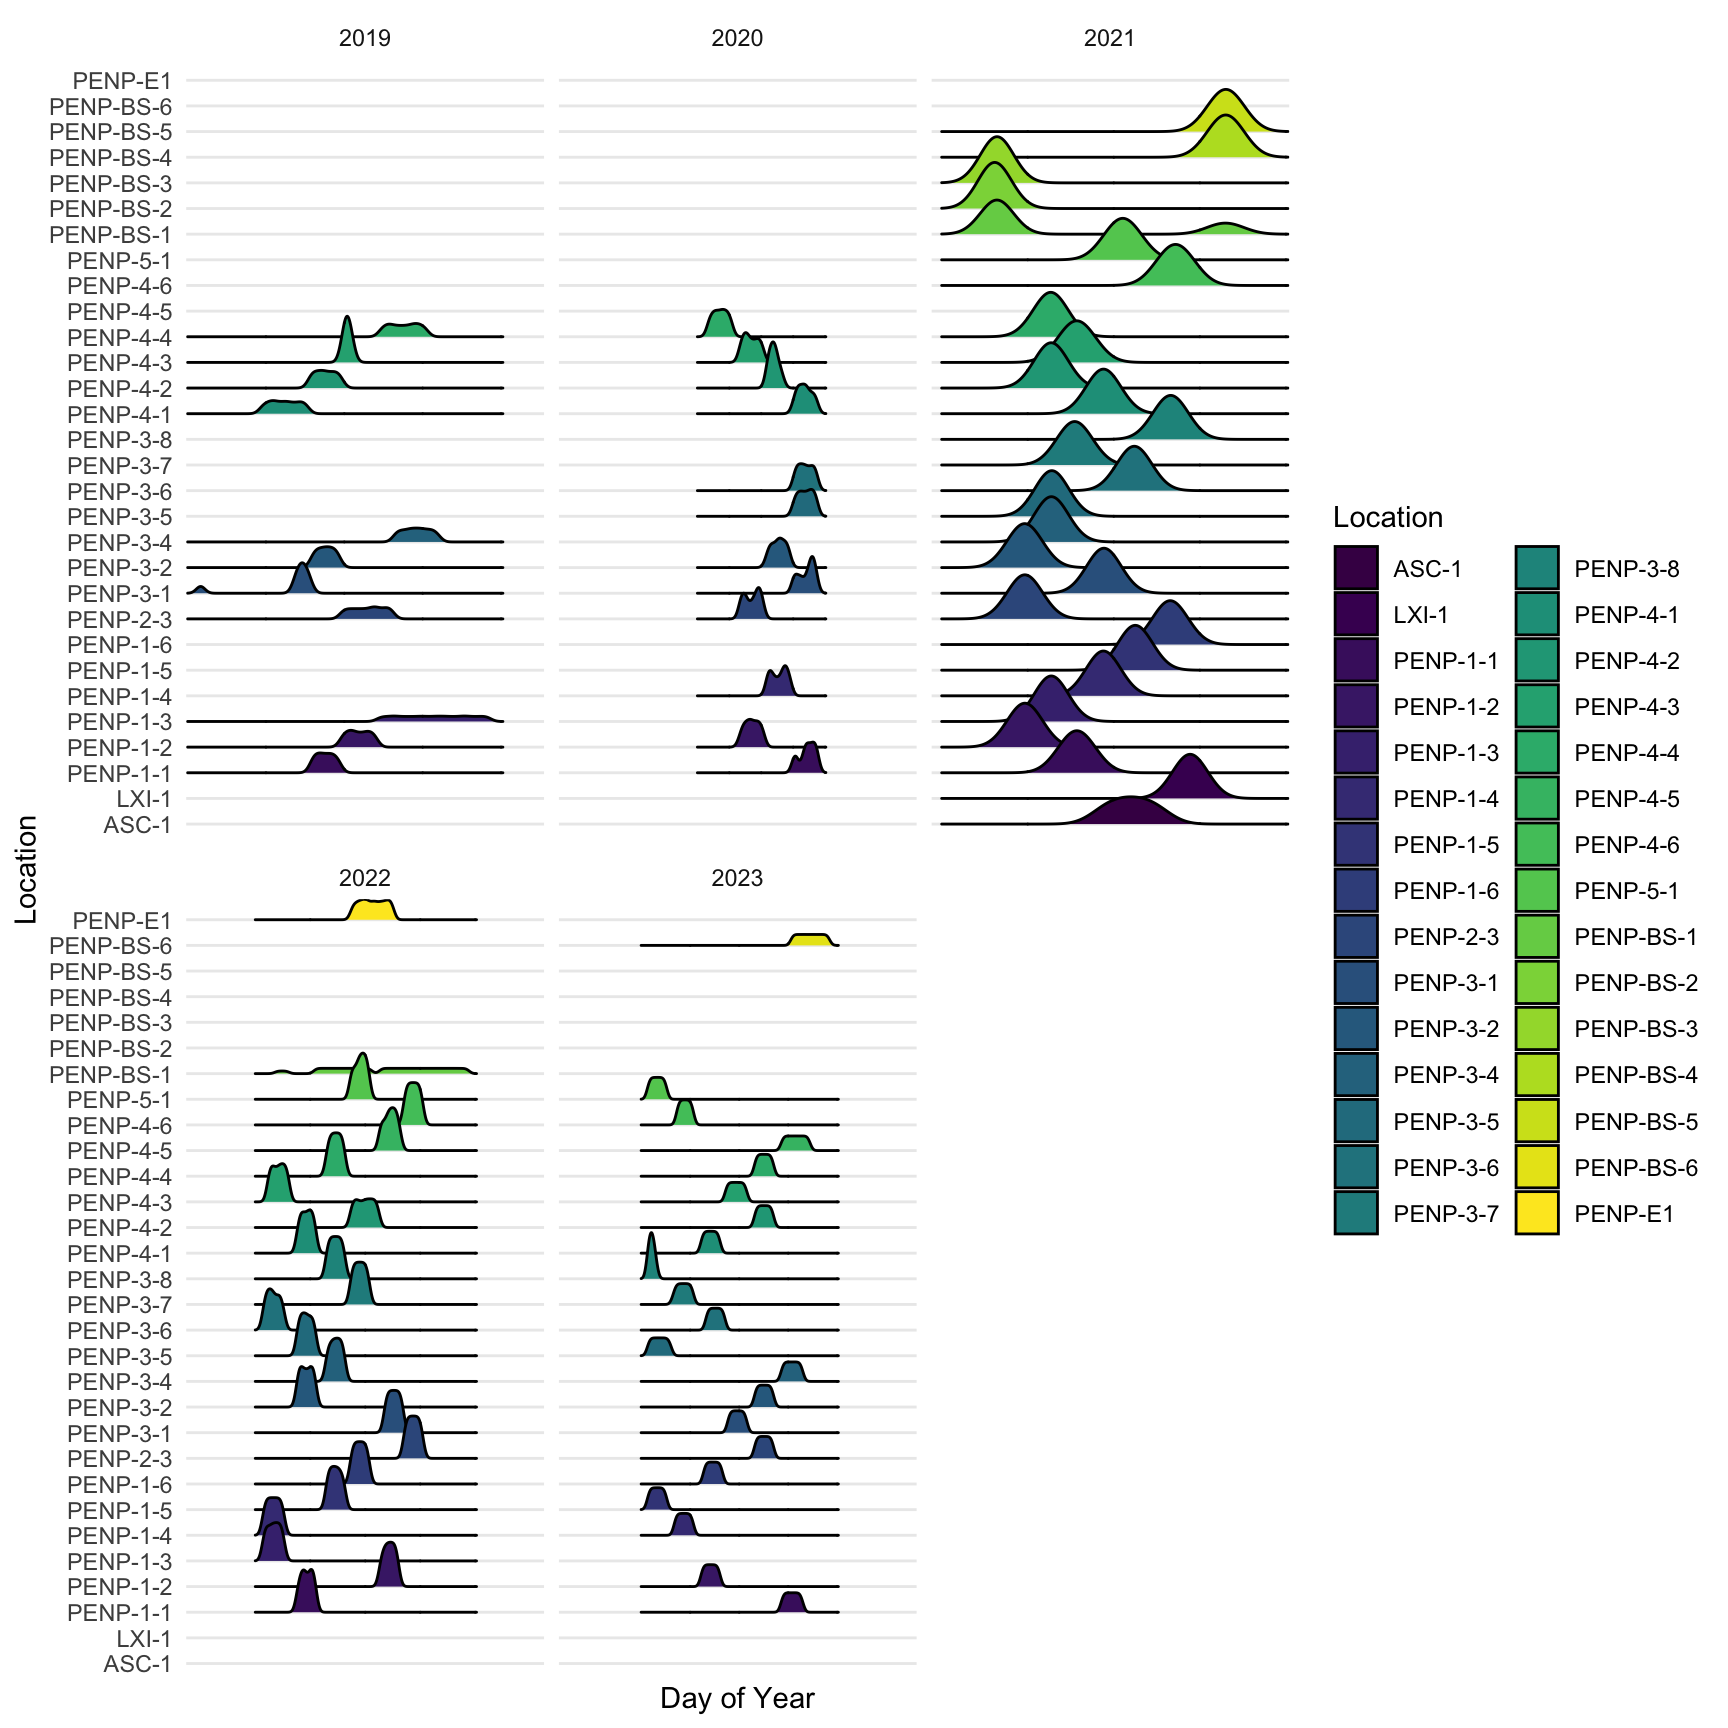 2019
2020
2021
PENP-E1
PENP-BS-6
PENP-BS-5
PENP-BS-4
PENP-BS-3
PENP-BS-2
PENP-BS-1
PENP-5-1
PENP-4-6
PENP-4-5
PENP-4-4
PENP-4-3
PENP-4-2
PENP-4-1
PENP-3-8
PENP-3-7
PENP-3-6
PENP-3-5
PENP-3-4
PENP-3-2
PENP-3-1
PENP-2-3
PENP-1-6
PENP-1-5
PENP-1-4
PENP-1-3
PENP-1-2
PENP-1-1
LXI-1
ASC-1
Location
2022
2023
PENP-E1
PENP-BS-6
PENP-BS-5
PENP-BS-4
PENP-BS-3
PENP-BS-2
PENP-BS-1
PENP-5-1
PENP-4-6
PENP-4-5
PENP-4-4
PENP-4-3
PENP-4-2
PENP-4-1
PENP-3-8
PENP-3-7
PENP-3-6
PENP-3-5
PENP-3-4
PENP-3-2
PENP-3-1
PENP-2-3
PENP-1-6
PENP-1-5
PENP-1-4
PENP-1-3
PENP-1-2
PENP-1-1
LXI-1
ASC-1
Day of Year
Location
ASC-1
LXI-1
PENP-1-1
PENP-1-2
PENP-1-3
PENP-1-4
PENP-1-5
PENP-1-6
PENP-2-3
PENP-3-1
PENP-3-2
PENP-3-4
PENP-3-5
PENP-3-6
PENP-3-7
PENP-3-8
PENP-4-1
PENP-4-2
PENP-4-3
PENP-4-4
PENP-4-5
PENP-4-6
PENP-5-1
PENP-BS-1
PENP-BS-2
PENP-BS-3
PENP-BS-4
PENP-BS-5
PENP-BS-6
PENP-E1